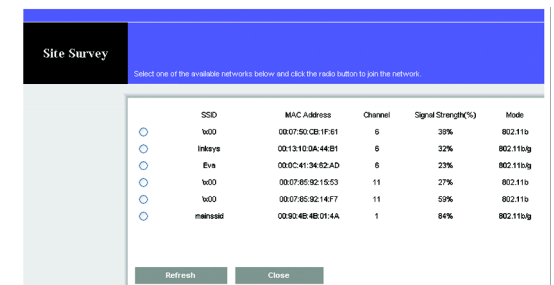 Site Survey
Select one of the available networks below and click the radio button to join the network.
SSID MAC Address Channel Signal Strength(%) Mode
\x00 00:07:50:CB:1F:61 6 38% 802.11b
linksys 00:13:10:0A:44:B1 6 32% 802.11b/g
Eva 00:0C:41:34:62:AD 6 23% 802.11b/g
\x00 00:07:85:92:15:53 11 27% 802.11b
\x00 00:07:85:92:14:F7 11 59% 802.11b
mainssid 00:90:4B:4B:01:4A 1 84% 802.11b/g
Refresh Close